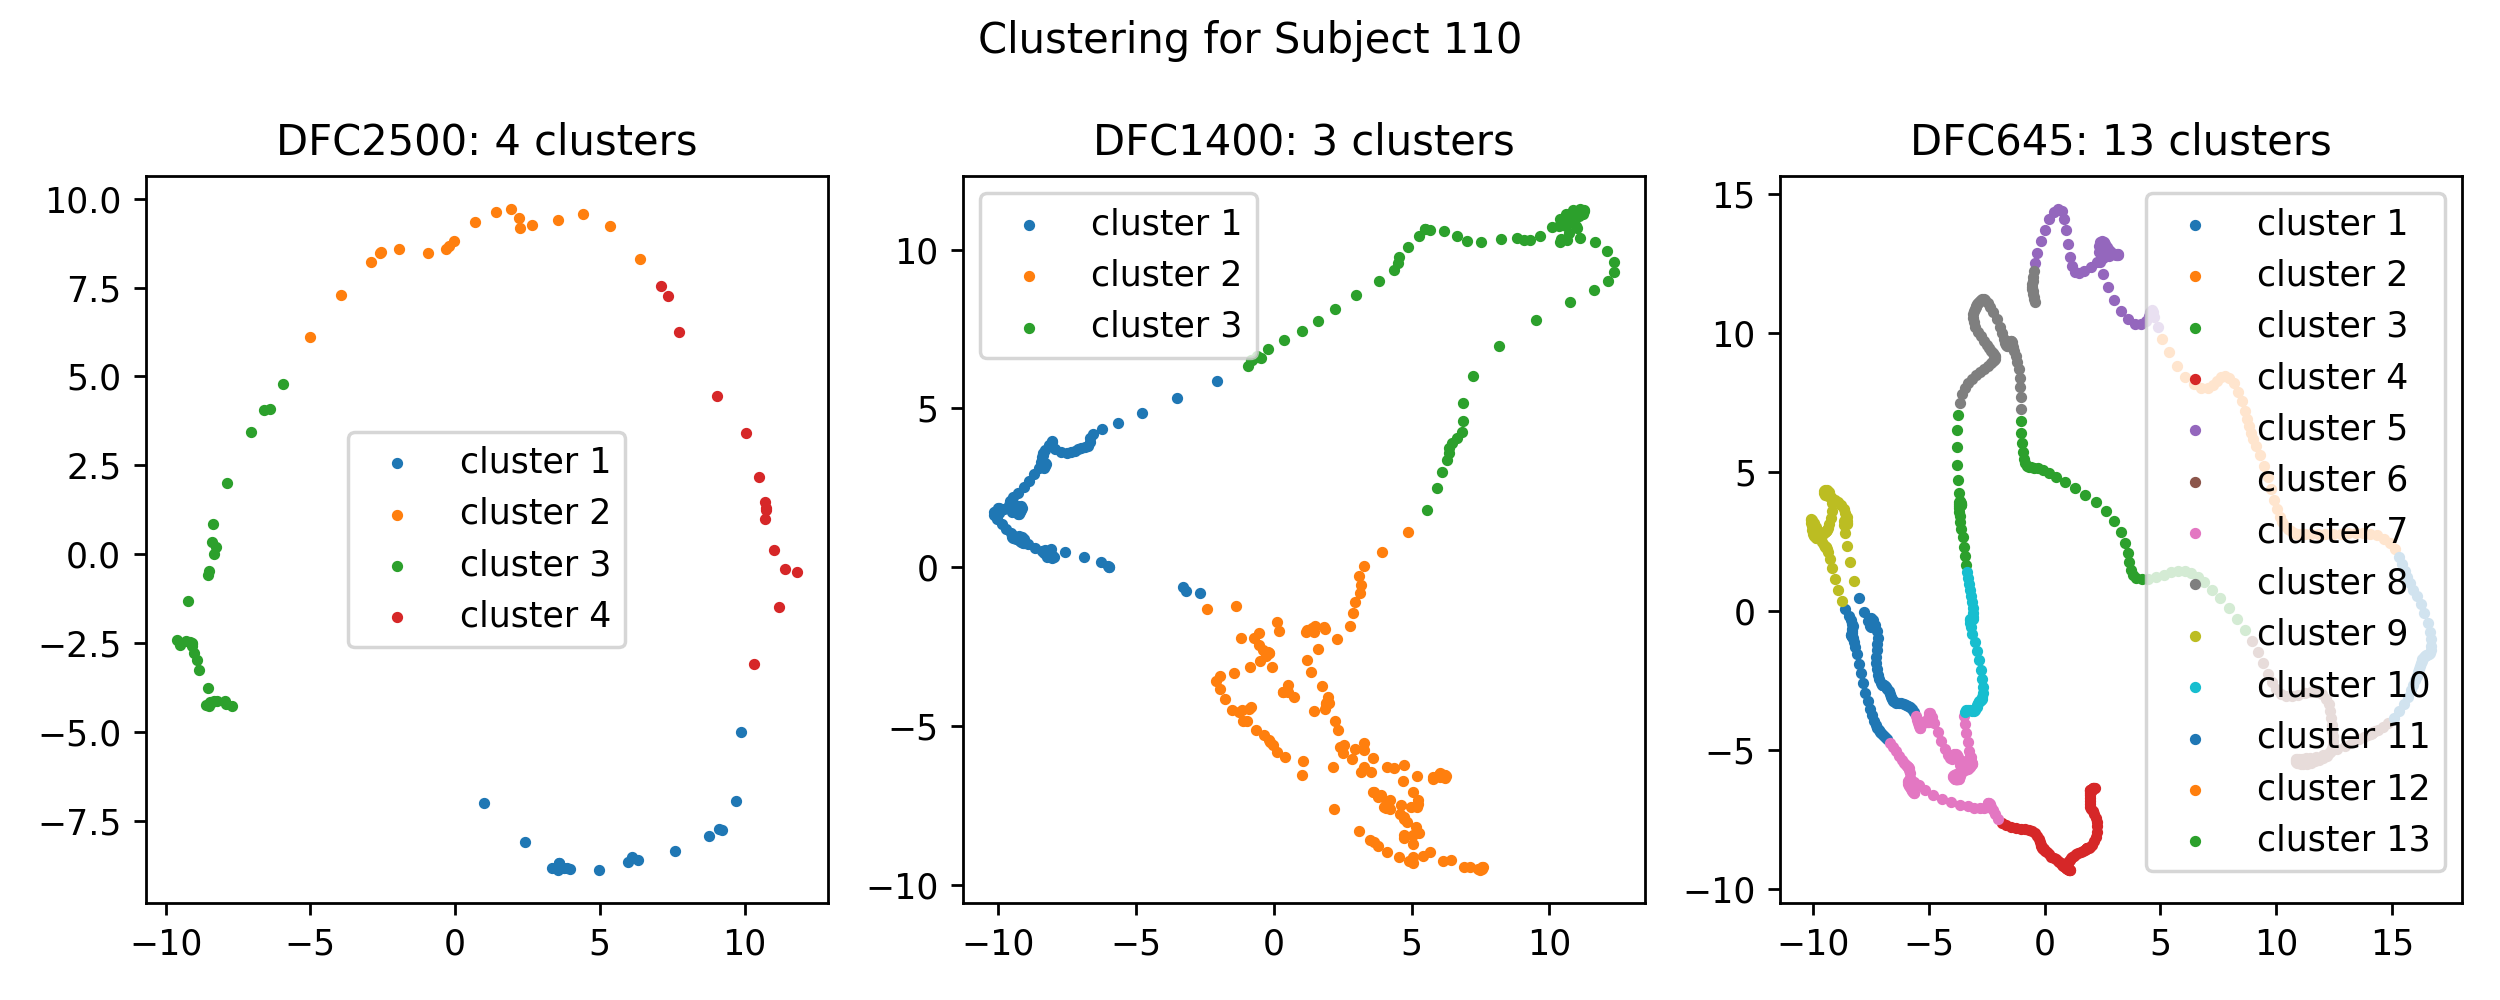 Clustering for Subject 110
DFC2500: 4 clusters
10.0
7.5
5.0
2.5
0.0
−2.5
−5.0
−7.5
−10
−5
0
5
10
cluster 1
cluster 2
cluster 3
cluster 4
DFC1400: 3 clusters
10
5
0
−5
−10
−10
−5
0
5
10
cluster 1
cluster 2
cluster 3
DFC645: 13 clusters
15
10
5
0
−5
−10
−10
−5
0
5
10
15
cluster 1
cluster 2
cluster 3
cluster 4
cluster 5
cluster 6
cluster 7
cluster 8
cluster 9
cluster 10
cluster 11
cluster 12
cluster 13